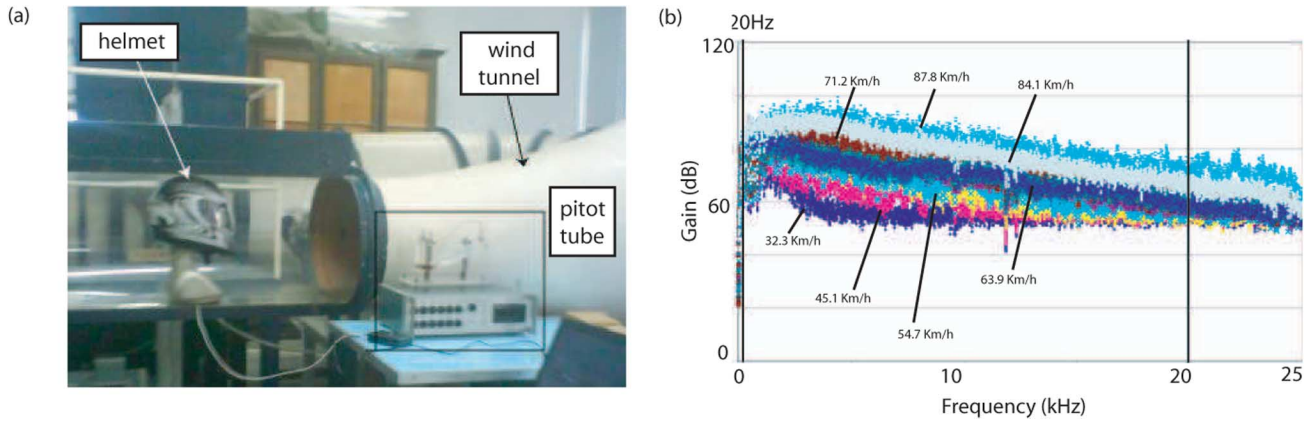 (a)
helmet
wind
tunnel
pitot
tube
(b)
20Hz
120
60
0
Gain (dB)
71.2 Km/h
87.8 Km/h
84.1 Km/h
32.3 Km/h
45.1 Km/h
54.7 Km/h
63.9 Km/h
0
10
20
25
Frequency (kHz)